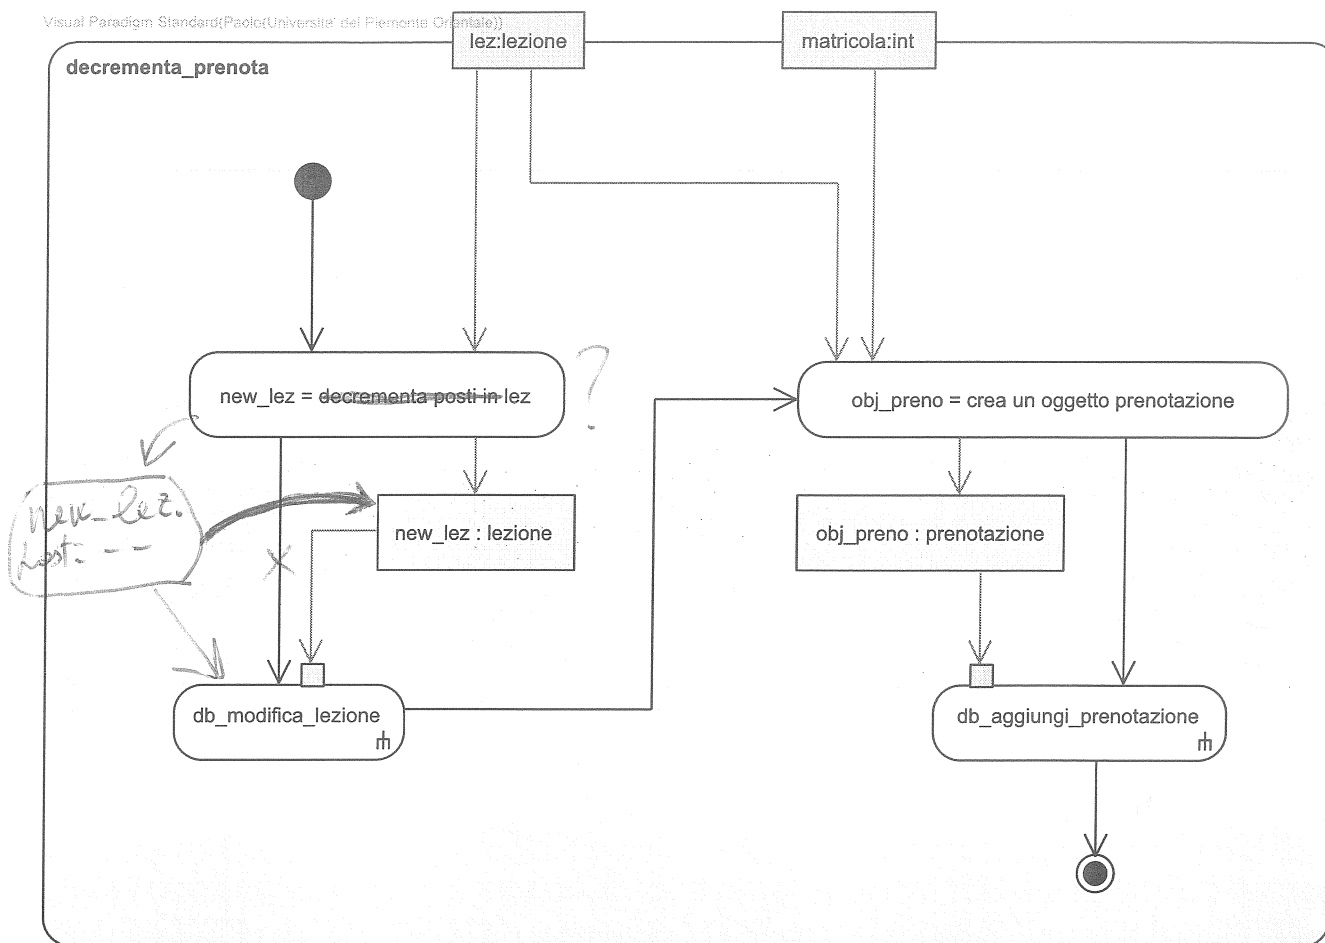 Visual Paradigm Standard(Paolo(Universita' del Piemonte Orientale))
lez:lezione
matricola:int
decrementa_prenota
new_lez = decrementa posti in lez
?
obj_preno = crea un oggetto prenotazione
new_lez.
new_lez : lezione
obj_preno : prenotazione
x
db_modifica_lezione
db_aggiungi_prenotazione